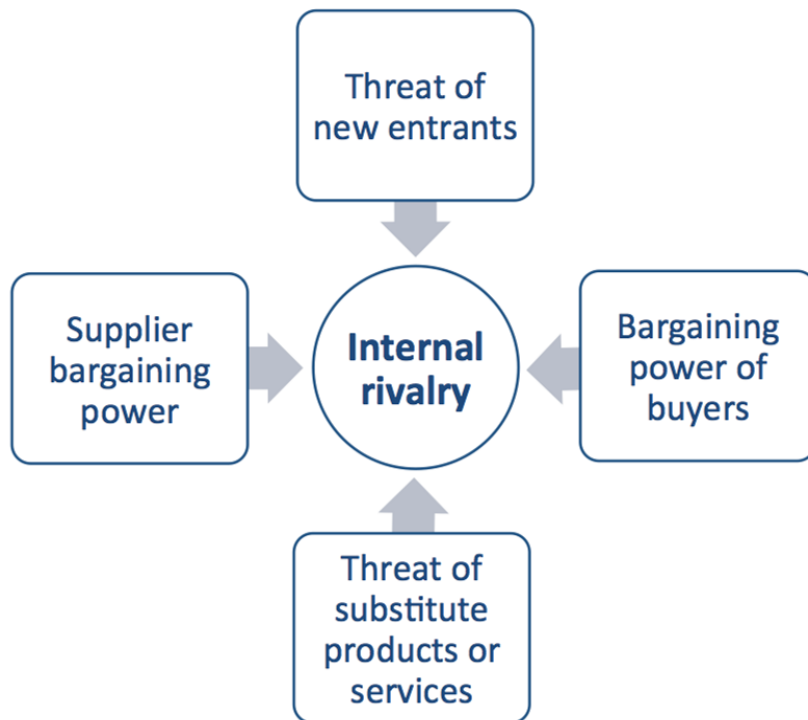 Threat of
new entrants
Supplier
bargaining
power
Internal
rivalry
Bargaining
power of
buyers
Threat of
substitute
products or
services